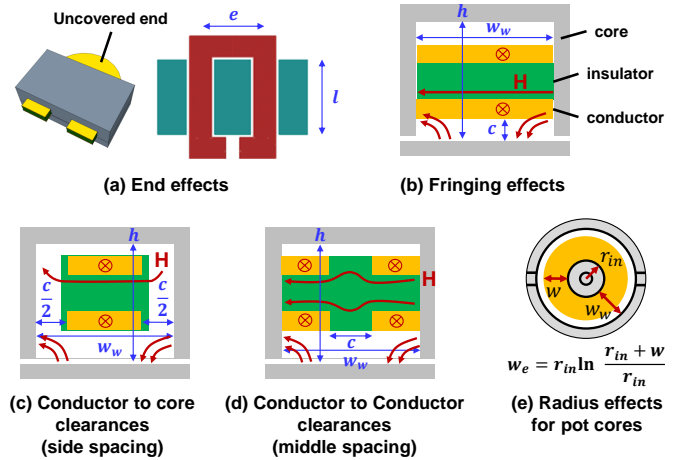 Uncovered end
e
l
(a) End effects
h
w_w
core
insulator
H
conductor
c
(b) Fringing effects
h
H
c/2
c/2
w_w
(c) Conductor to core
clearances
(side spacing)
h
H
c
w_w
(d) Conductor to Conductor
clearances
(middle spacing)
r_in
w
w_w
w_e = r_in ln (r_in + w)/r_in
(e) Radius effects
for pot cores